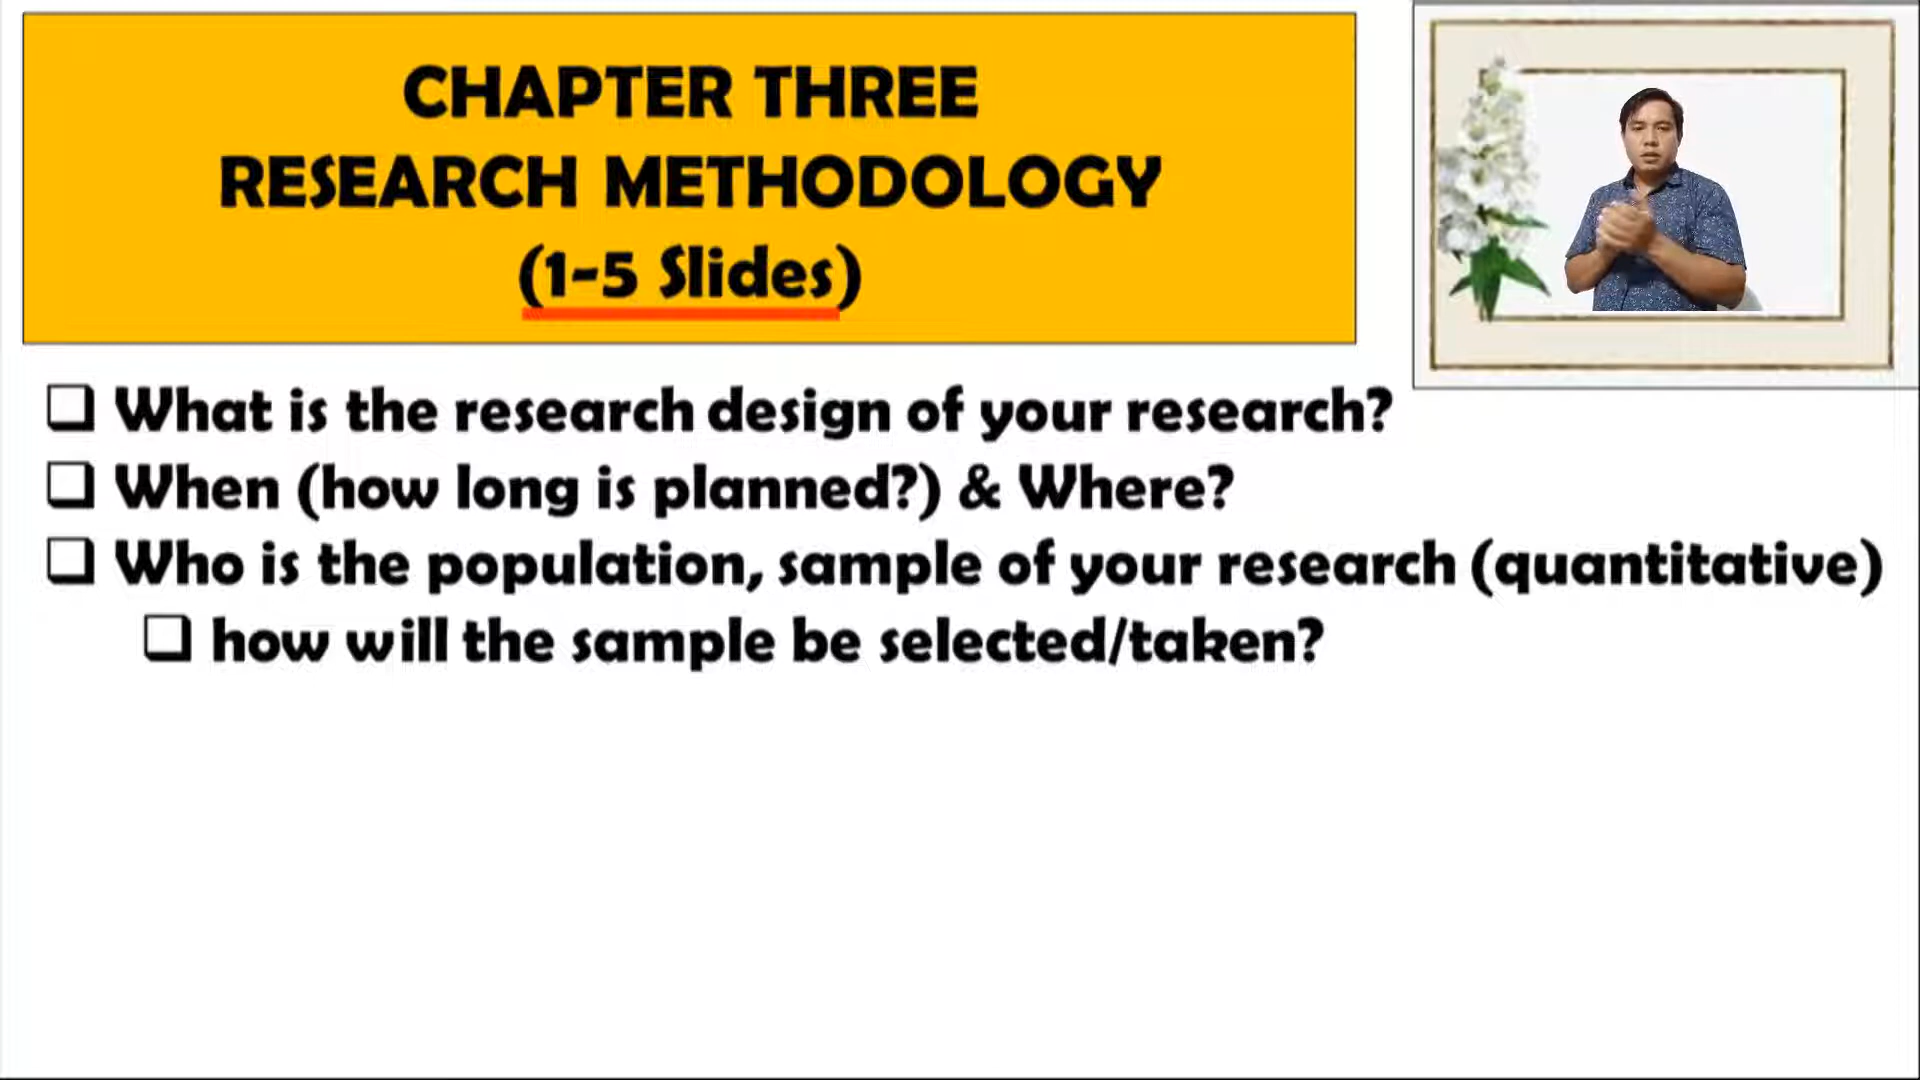 CHAPTER THREE
RESEARCH METHODOLOGY
(1-5 Slides)
What is the research design of your research?
When (how long is planned?) & Where?
Who is the population, sample of your research (quantitative)
how will the sample be selected/taken?